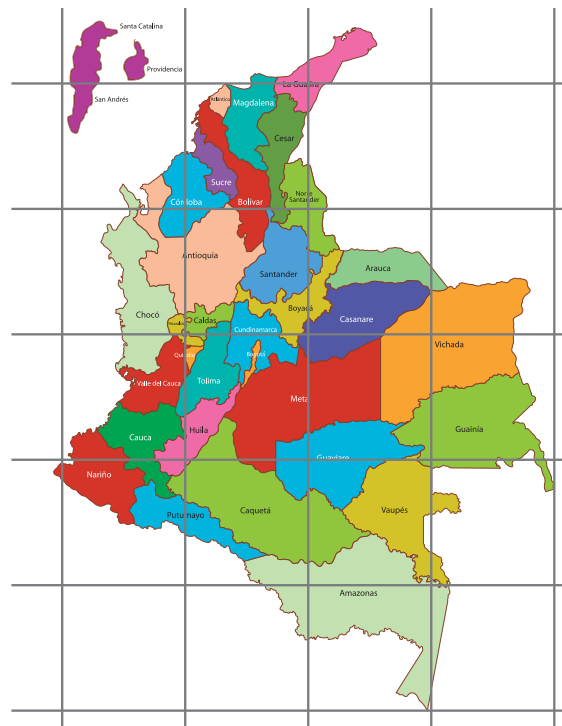 Santa Catalina
Providencia
San Andrés
La Guajira
Atlántico
Magdalena
Cesar
Sucre
Norte
Santander
Córdoba
Bolívar
Antioquia
Santander
Arauca
Boyacá
Chocó
Caldas
Casanare
Cundinamarca
Vichada
Quindío
Bogotá
Valle del Cauca
Tolima
Meta
Huila
Guainía
Cauca
Guaviare
Nariño
Caquetá
Vaupés
Putumayo
Amazonas